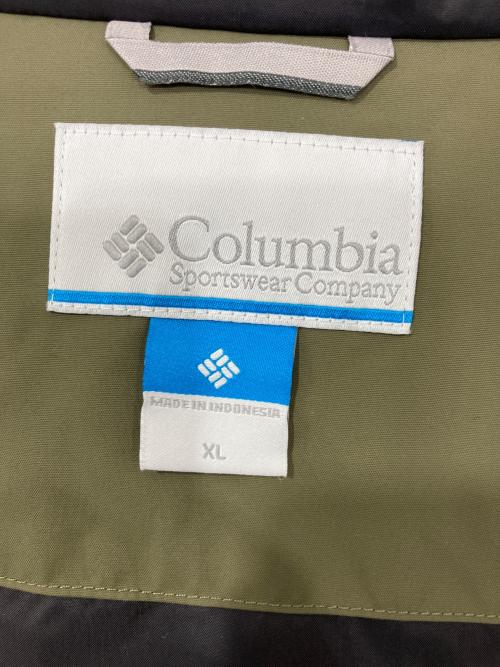 Columbia
Sportswear Company
MADE IN INDONESIA
XL